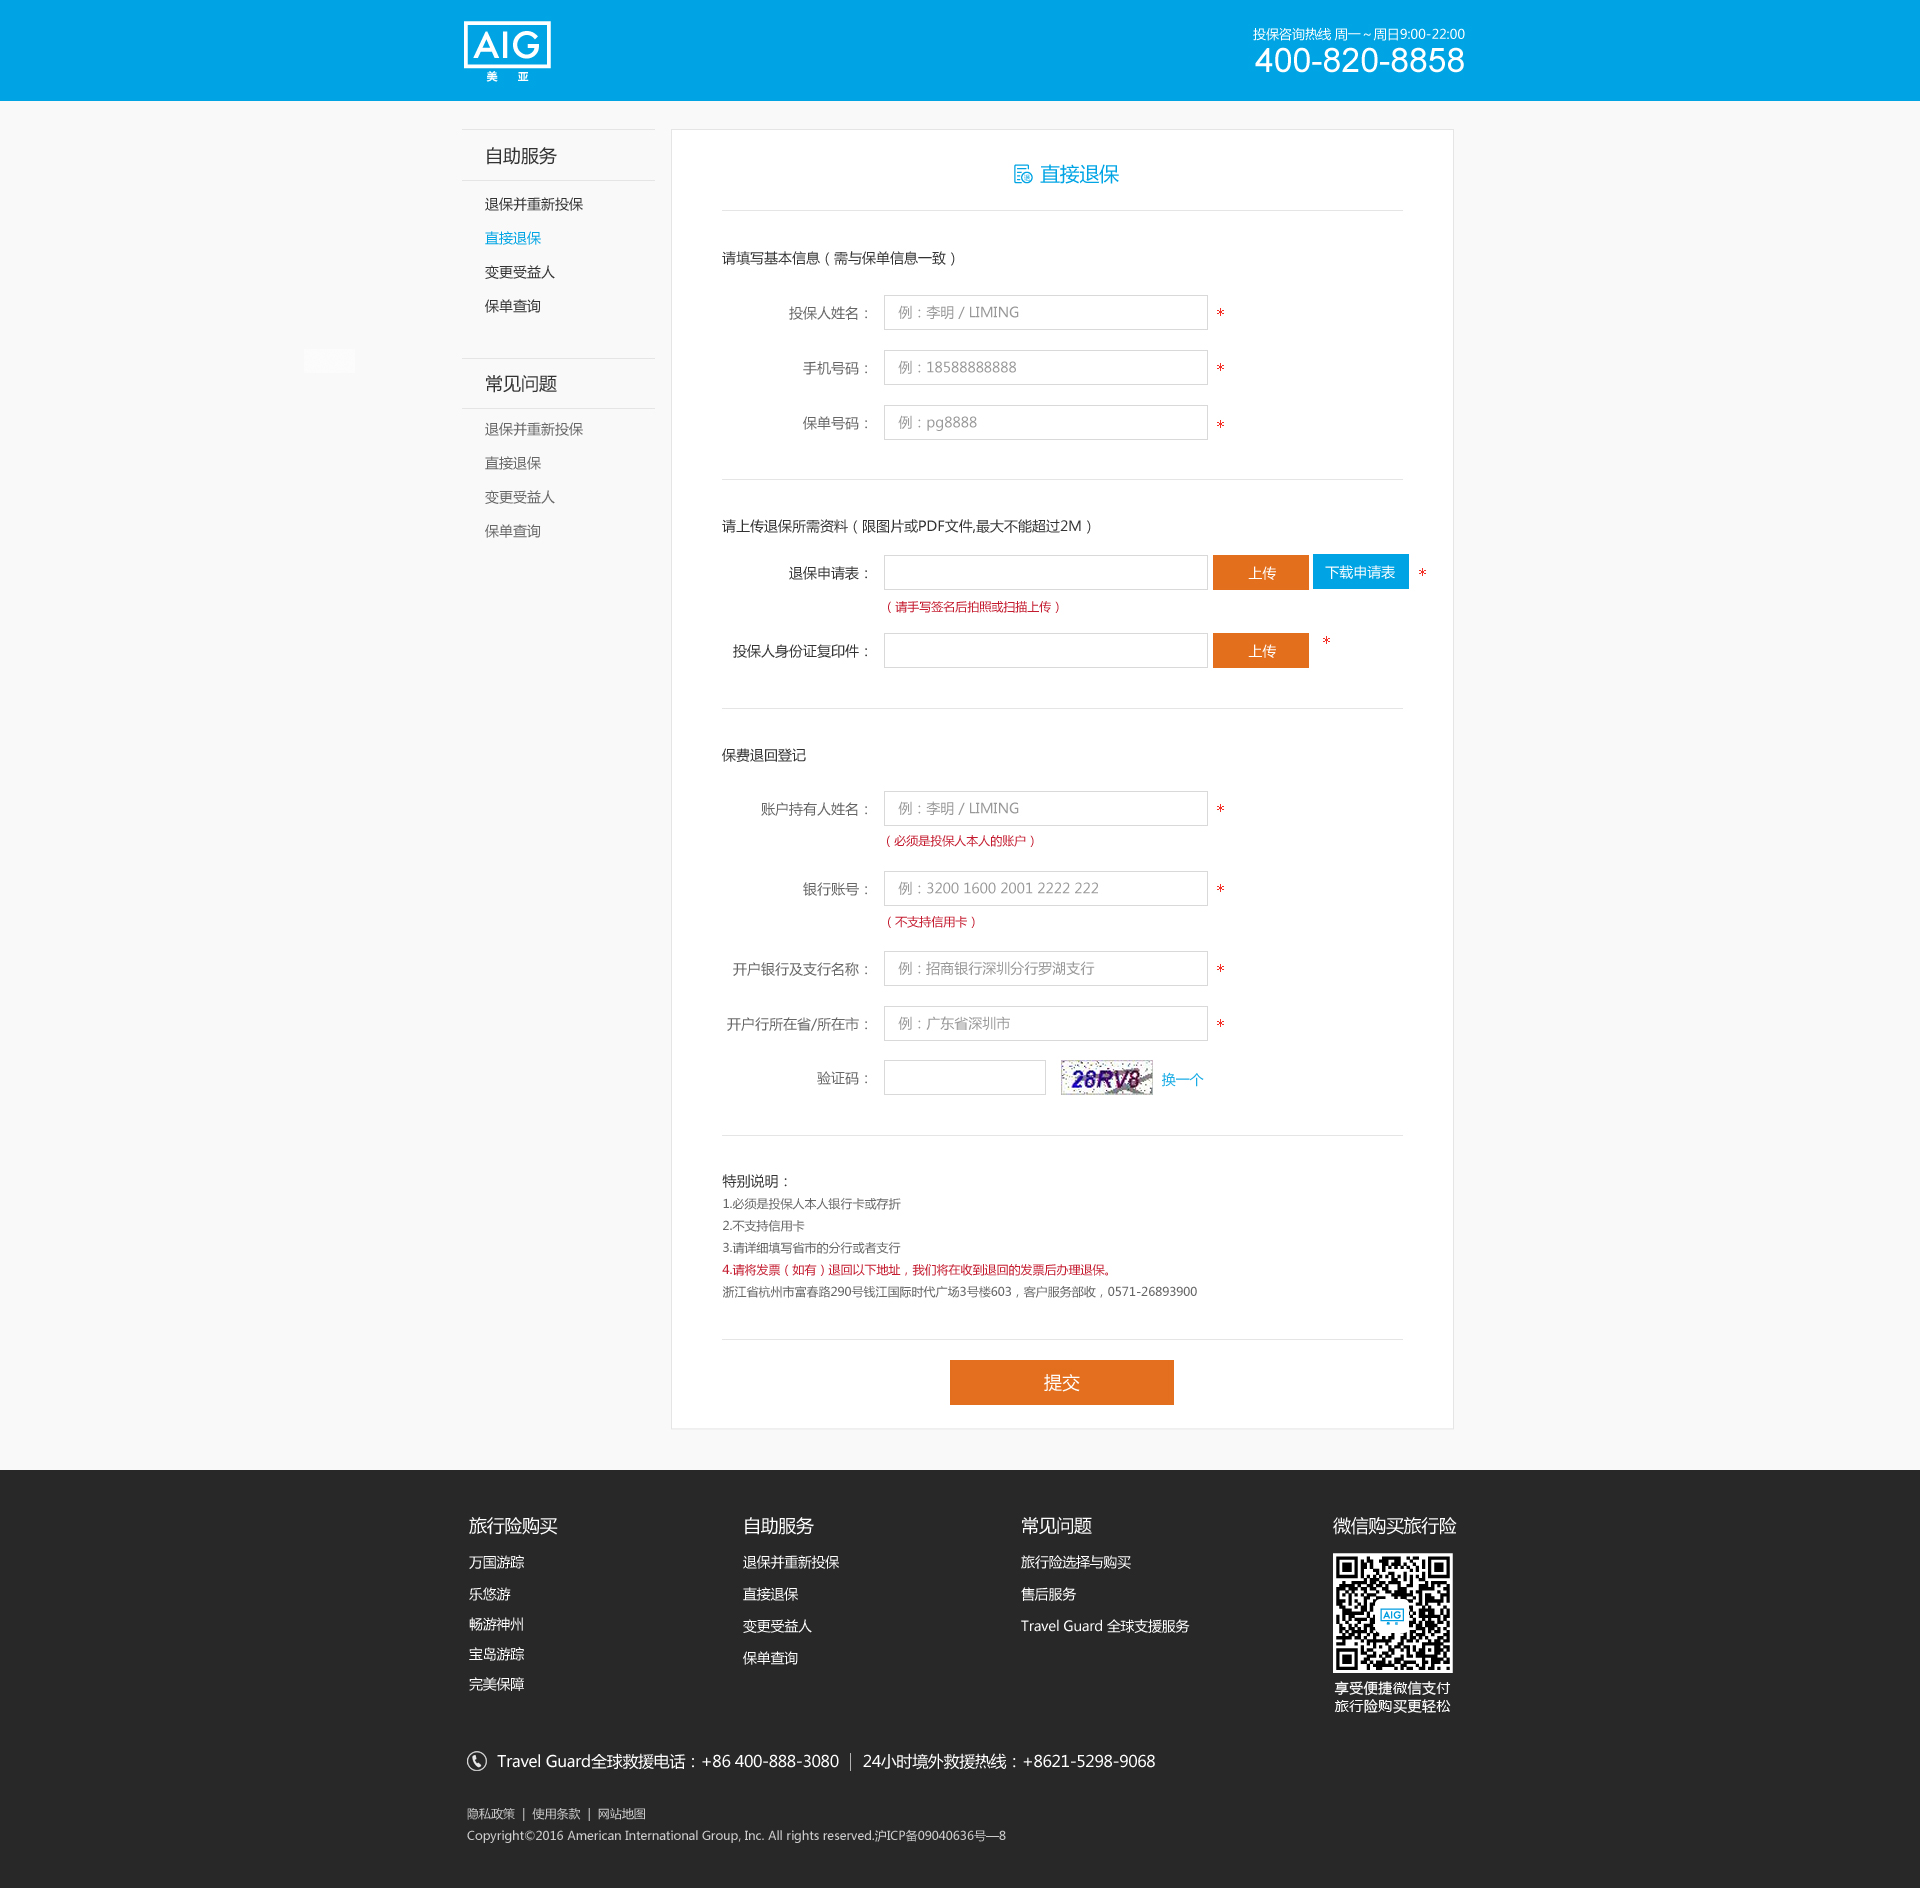 AIG
美 亚
投保咨询热线 周一~周日9:00-22:00
400-820-8858
自助服务
退保并重新投保
直接退保
变更受益人
保单查询
常见问题
退保并重新投保
直接退保
变更受益人
保单查询
直接退保
请填写基本信息（需与保单信息一致）
投保人姓名： 例：李明 / LIMING *
手机号码： 例：18588888888 *
保单号码： 例：pg8888 *
请上传退保所需资料（限图片或PDF文件,最大不能超过2M）
退保申请表： 上传 下载申请表 *
（请手写签名后拍照或扫描上传）
投保人身份证复印件： 上传 *
保费退回登记
账户持有人姓名： 例：李明 / LIMING *
（必须是投保人本人的账户）
银行账号： 例：3200 1600 2001 2222 222 *
（不支持信用卡）
开户银行及支行名称： 例：招商银行深圳分行罗湖支行 *
开户行所在省/所在市： 例：广东省深圳市 *
验证码： 28RV8 换一个
特别说明：
1.必须是投保人本人银行卡或存折
2.不支持信用卡
3.请详细填写省市的分行或者支行
4.请将发票（如有）退回以下地址，我们将在收到退回的发票后办理退保。
浙江省杭州市富春路290号钱江国际时代广场3号楼603，客户服务部收，0571-26893900
提交
旅行险购买
万国游踪
乐悠游
畅游神州
宝岛游踪
完美保障
自助服务
退保并重新投保
直接退保
变更受益人
保单查询
常见问题
旅行险选择与购买
售后服务
Travel Guard 全球支援服务
微信购买旅行险
AIG
享受便捷微信支付
旅行险购买更轻松
Travel Guard全球救援电话：+86 400-888-3080 | 24小时境外救援热线：+8621-5298-9068
隐私政策 | 使用条款 | 网站地图
Copyright©2016 American International Group, Inc. All rights reserved.沪ICP备09040636号—8